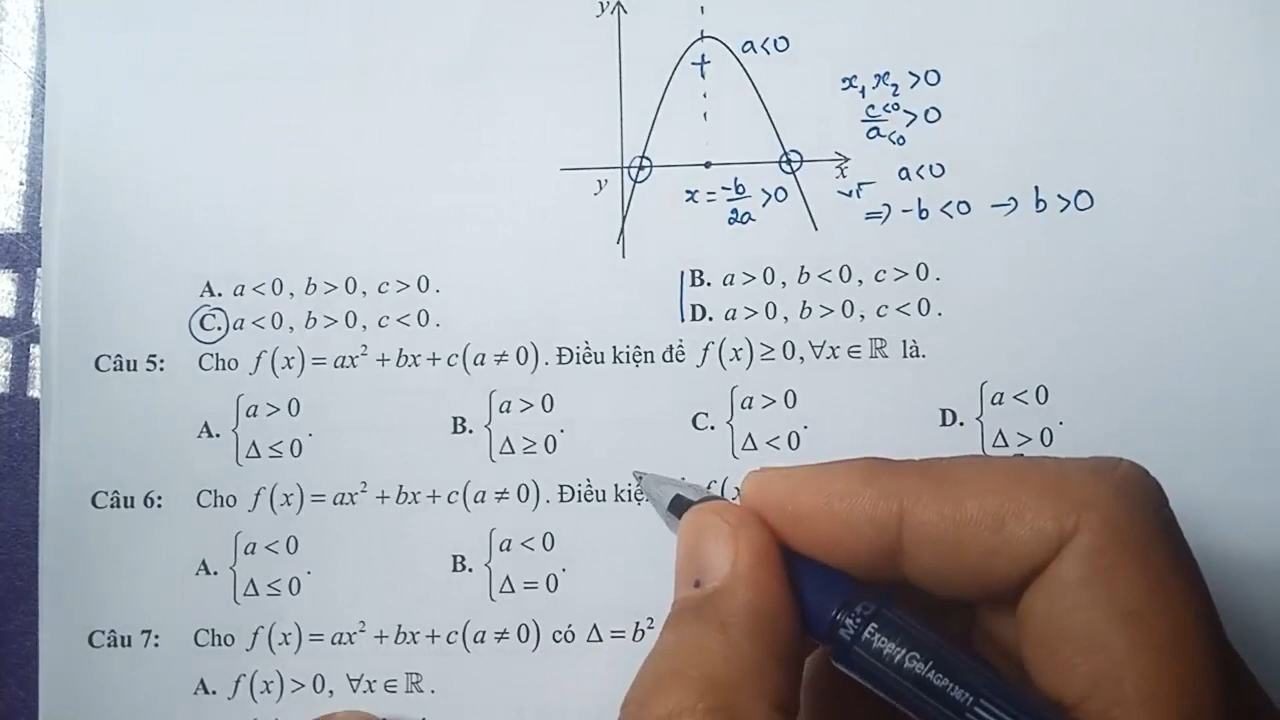 y
a<0
+
x₁x₂ >0
c<0/a<0 >0
x
a<0
y
x = -b/2a >0
⇒ -b <0 → b >0
A. a < 0, b > 0, c > 0.
B. a > 0, b < 0, c > 0.
C. a < 0, b > 0, c < 0.
D. a > 0, b > 0, c < 0.
Câu 5: Cho f(x) = ax² + bx + c (a ≠ 0). Điều kiện để f(x) ≥ 0, ∀x ∈ ℝ là.
A. {a > 0, Δ ≤ 0.
B. {a > 0, Δ ≥ 0.
C. {a > 0, Δ < 0.
D. {a < 0, Δ > 0.
Câu 6: Cho f(x) = ax² + bx + c (a ≠ 0). Điều
A. {a < 0, Δ ≤ 0.
B. {a < 0, Δ = 0.
Câu 7: Cho f(x) = ax² + bx + c (a ≠ 0) có Δ = b²
A. f(x) > 0, ∀x ∈ ℝ.
Expert Gel AGP13671